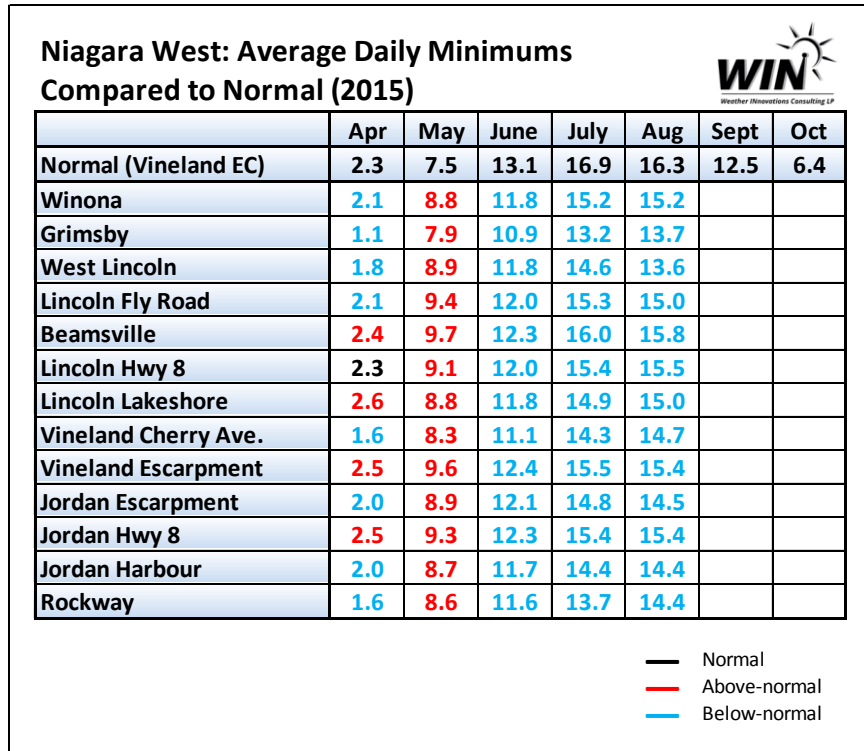 Niagara West: Average Daily Minimums
Compared to Normal (2015)
WIN
Weather INnovations Consulting LP
Apr May June July Aug Sept Oct
Normal (Vineland EC) 2.3 7.5 13.1 16.9 16.3 12.5 6.4
Winona 2.1 8.8 11.8 15.2 15.2
Grimsby 1.1 7.9 10.9 13.2 13.7
West Lincoln 1.8 8.9 11.8 14.6 13.6
Lincoln Fly Road 2.1 9.4 12.0 15.3 15.0
Beamsville 2.4 9.7 12.3 16.0 15.8
Lincoln Hwy 8 2.3 9.1 12.0 15.4 15.5
Lincoln Lakeshore 2.6 8.8 11.8 14.9 15.0
Vineland Cherry Ave. 1.6 8.3 11.1 14.3 14.7
Vineland Escarpment 2.5 9.6 12.4 15.5 15.4
Jordan Escarpment 2.0 8.9 12.1 14.8 14.5
Jordan Hwy 8 2.5 9.3 12.3 15.4 15.4
Jordan Harbour 2.0 8.7 11.7 14.4 14.4
Rockway 1.6 8.6 11.6 13.7 14.4
Normal
Above-normal
Below-normal